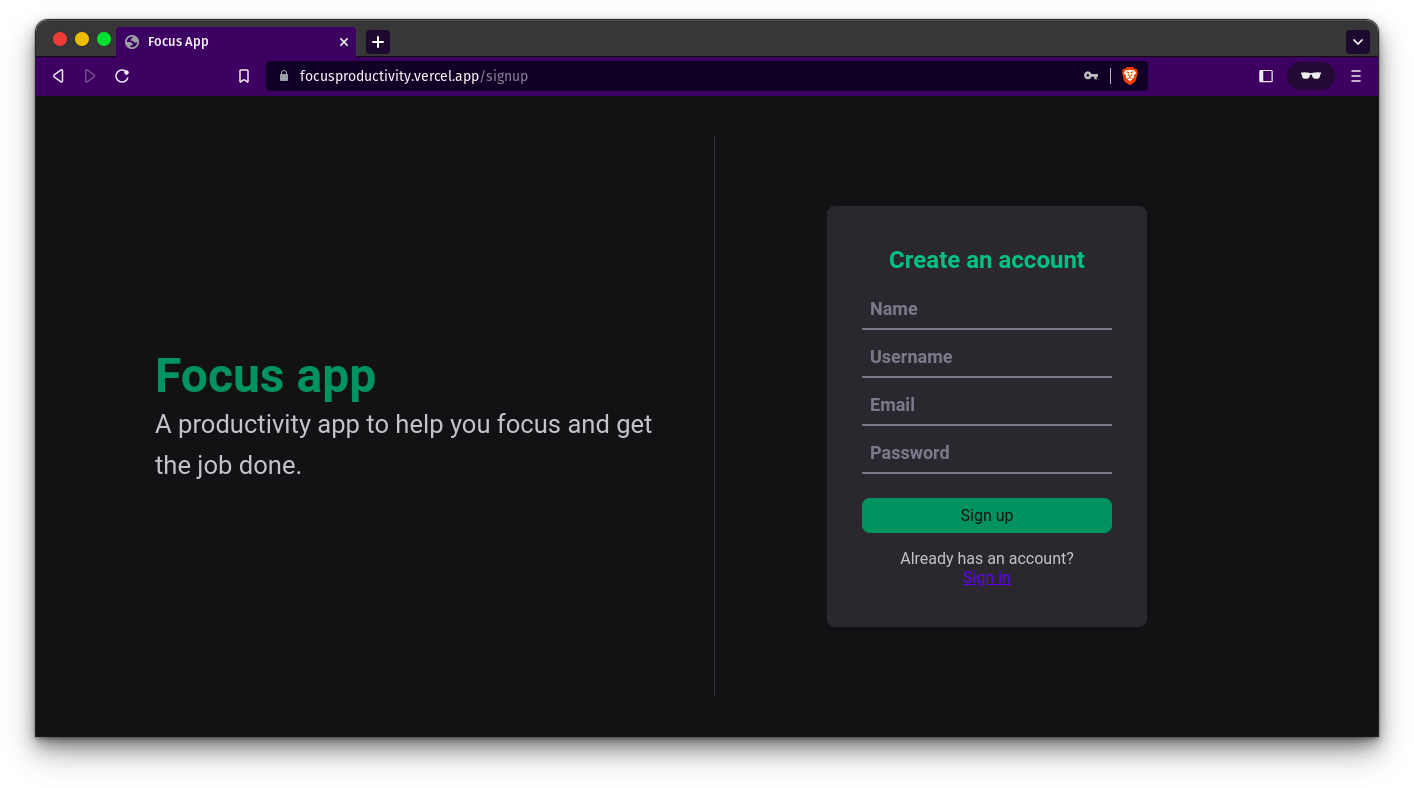 Focus App
focusproductivity.vercel.app/signup
Focus app
A productivity app to help you focus and get
the job done.
Create an account
Name
Username
Email
Password
Sign up
Already has an account?
Sign in